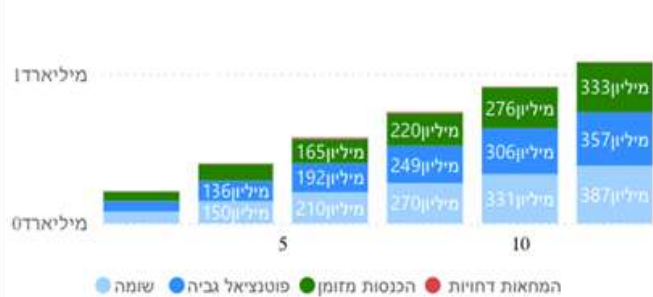 1מיליארד
333מיליון
276מיליון
220מיליון
357מיליון
165מיליון
306מיליון
249מיליון
192מיליון
136מיליון
387מיליון
331מיליון
270מיליון
210מיליון
150מיליון
0מיליארד
5 10
שומה פוטנציאל גביה הכנסות מזומן המחאות דחויות